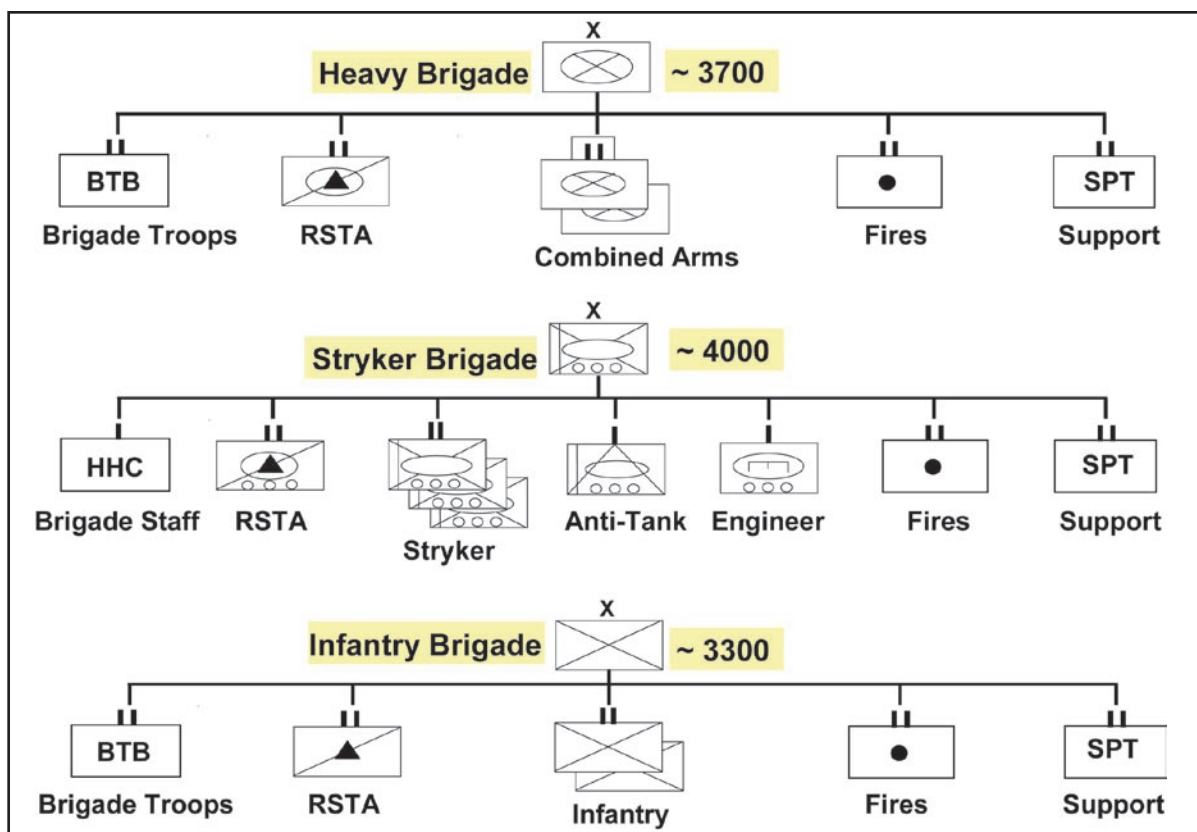 X
Heavy Brigade ~ 3700
II II II II II
BTB SPT
Brigade Troops RSTA Combined Arms Fires Support
X
Stryker Brigade ~ 4000
I II II I I II II
HHC SPT
Brigade Staff RSTA Stryker Anti-Tank Engineer Fires Support
X
Infantry Brigade ~ 3300
II II II II II
BTB SPT
Brigade Troops RSTA Infantry Fires Support